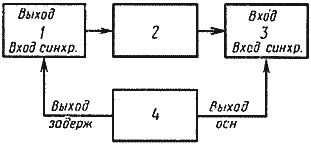 Выход
1
Вход синхр.
2
Вход
3
Вход синхр.
Выход
задерж
4
Выход
осн